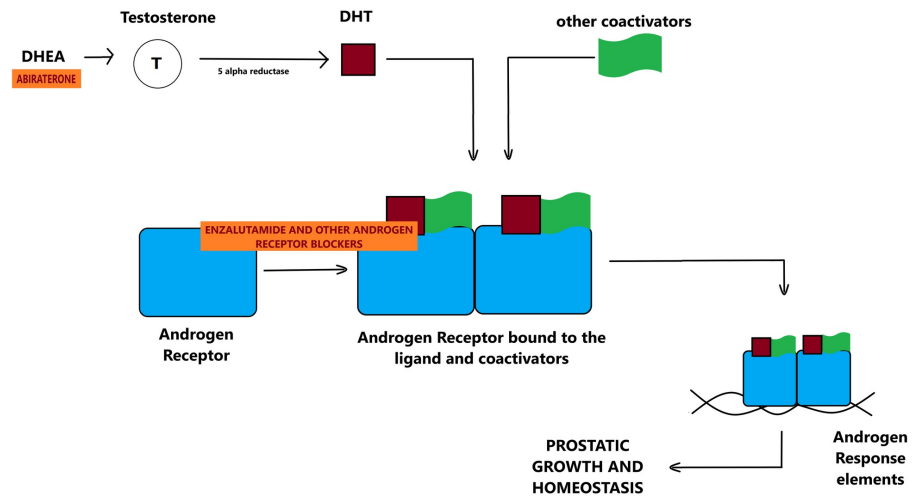 Testosterone
DHT
other coactivators
DHEA
T
ABIRATERONE
5 alpha reductase
ENZALUTAMIDE AND OTHER ANDROGEN
RECEPTOR BLOCKERS
Androgen
Receptor
Androgen Receptor bound to the
ligand and coactivators
Androgen
Response
elements
PROSTATIC
GROWTH AND
HOMEOSTASIS